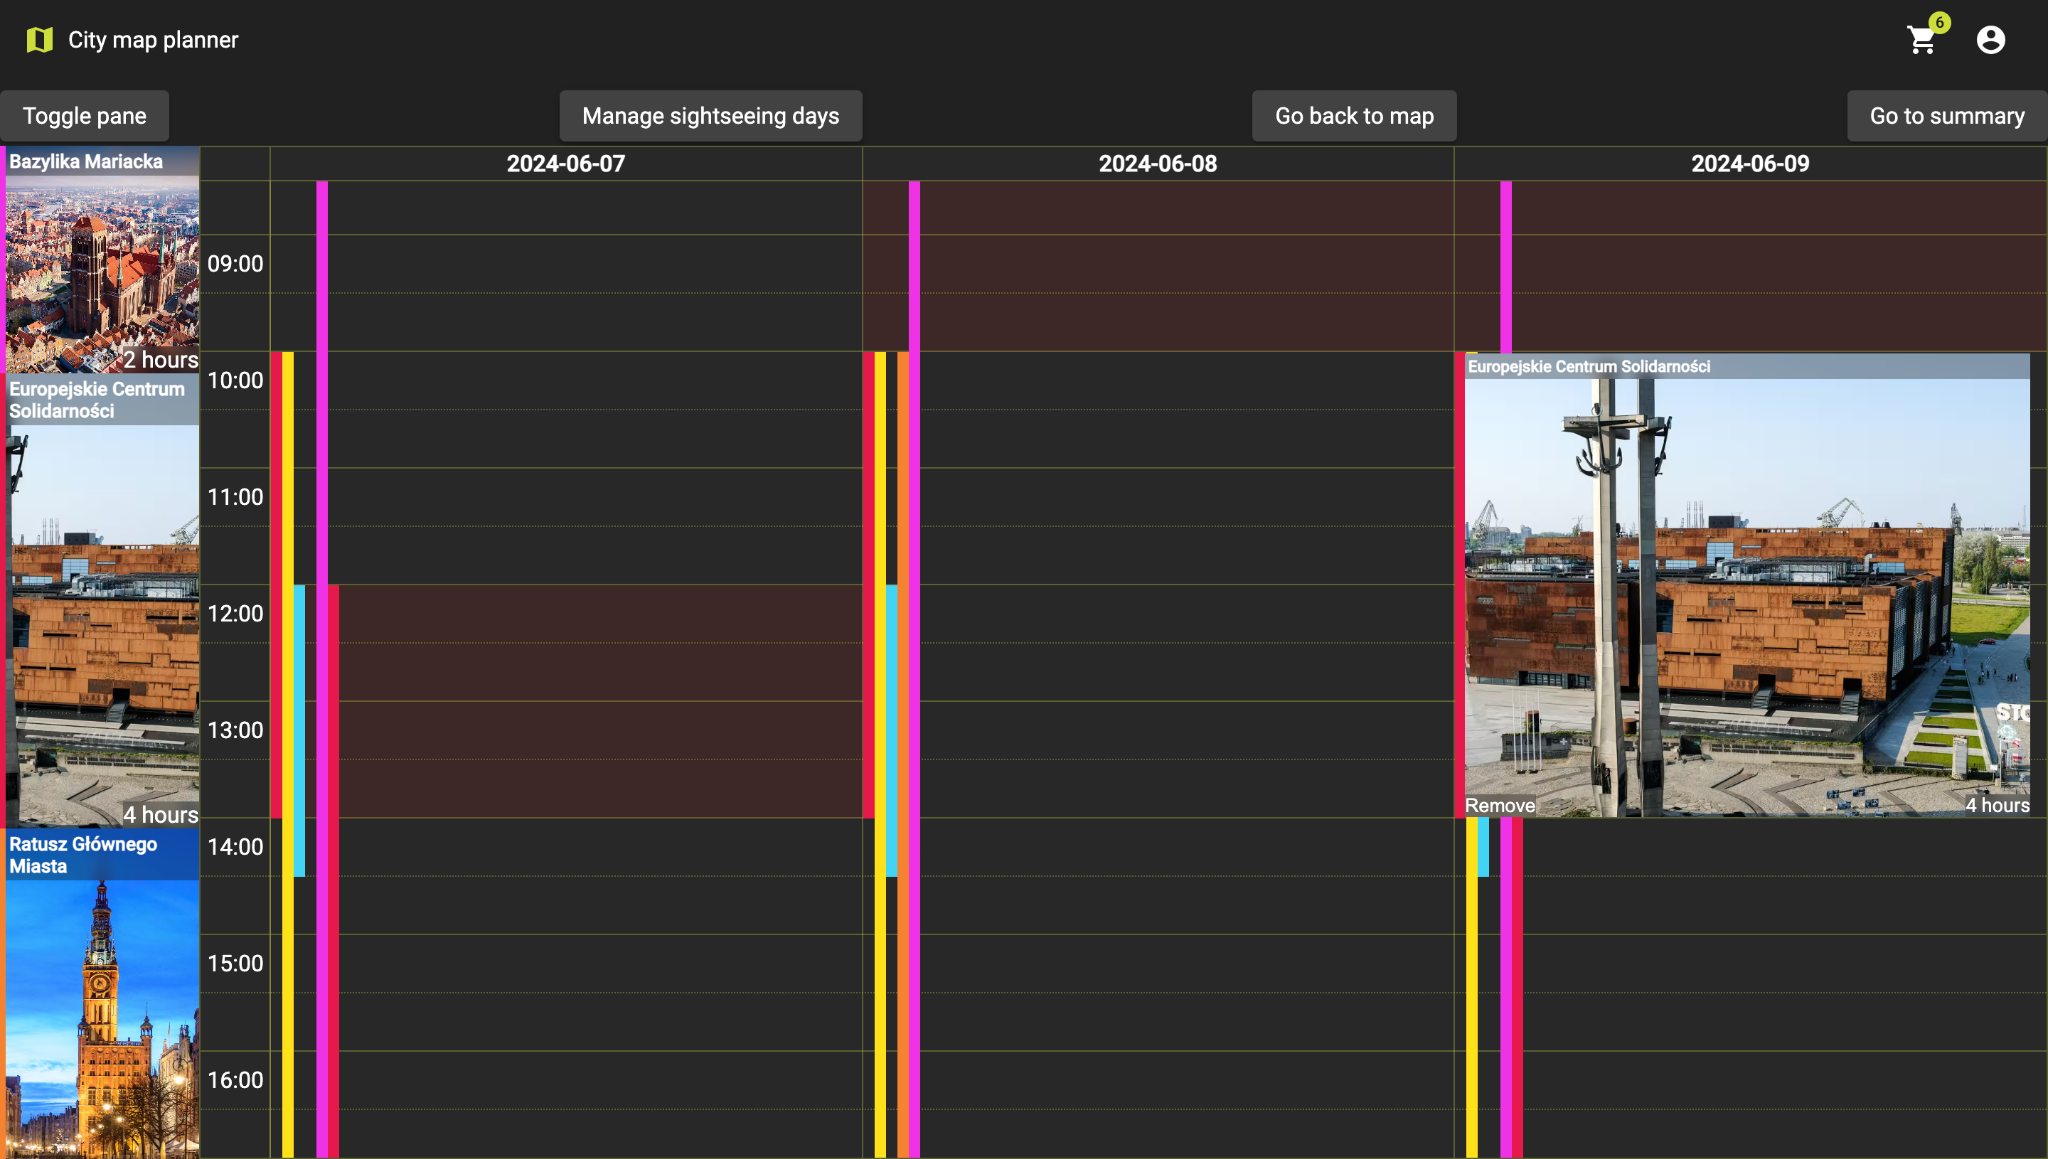 City map planner
6
Toggle pane
Manage sightseeing days
Go back to map
Go to summary
2024-06-07
2024-06-08
2024-06-09
Bazylika Mariacka
2 hours
Europejskie Centrum
Solidarności
4 hours
Ratusz Głównego
Miasta
09:00
10:00
11:00
12:00
13:00
14:00
15:00
16:00
Europejskie Centrum Solidarności
STO
Remove
4 hours